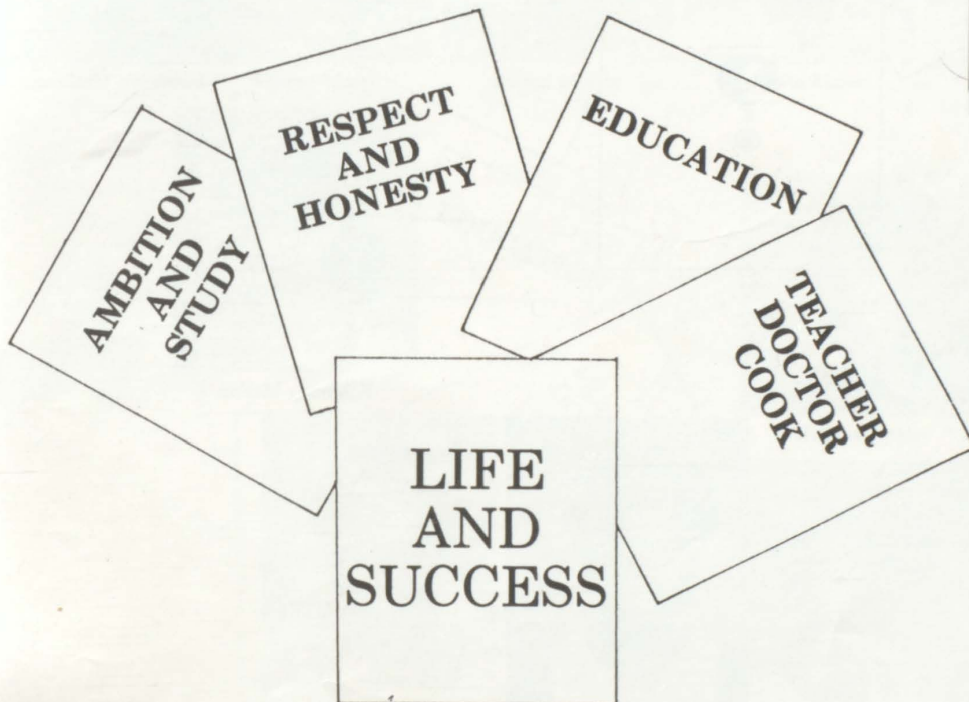 AMBITION
AND
STUDY
RESPECT
AND
HONESTY
EDUCATION
TEACHER
DOCTOR
COOK
LIFE
AND
SUCCESS